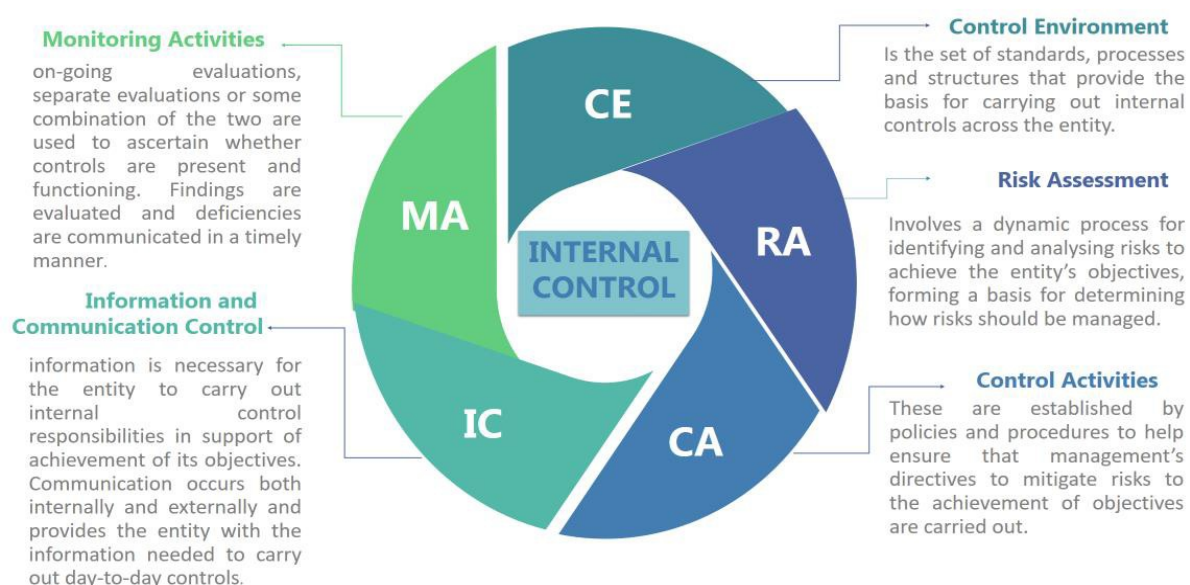 Monitoring Activities
on-going evaluations,
separate evaluations or some
combination of the two are
used to ascertain whether
controls are present and
functioning. Findings are
evaluated and deficiencies
are communicated in a timely
manner.
Information and
Communication Control
information is necessary for
the entity to carry out
internal control
responsibilities in support of
achievement of its objectives.
Communication occurs both
internally and externally and
provides the entity with the
information needed to carry
out day-to-day controls.
CE
RA
CA
IC
MA
INTERNAL
CONTROL
Control Environment
Is the set of standards, processes
and structures that provide the
basis for carrying out internal
controls across the entity.
Risk Assessment
Involves a dynamic process for
identifying and analysing risks to
achieve the entity's objectives,
forming a basis for determining
how risks should be managed.
Control Activities
These are established by
policies and procedures to help
ensure that management's
directives to mitigate risks to
the achievement of objectives
are carried out.